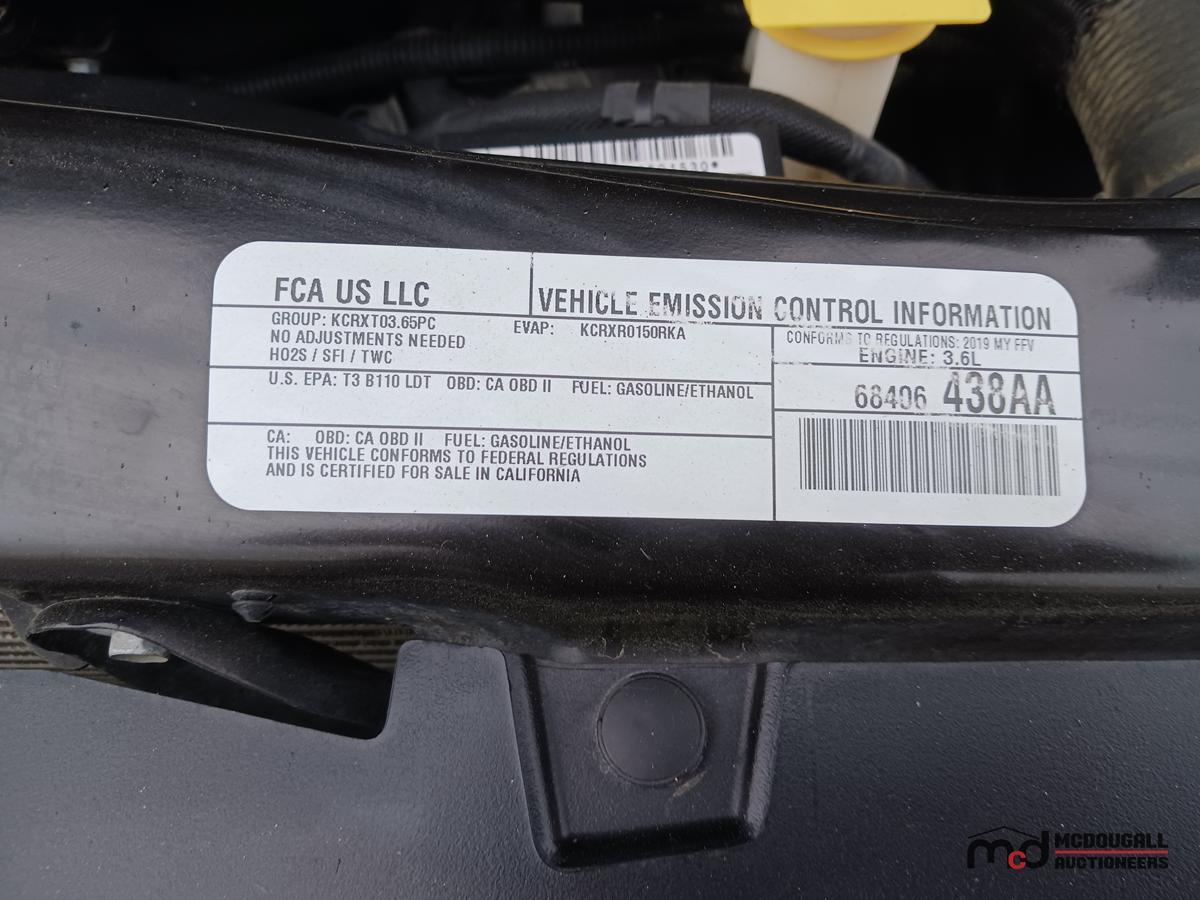 1530*
FCA US LLC
VEHICLE EMISSION CONTROL INFORMATION
GROUP: KCRXT03.65PC EVAP: KCRXR0150RKA
NO ADJUSTMENTS NEEDED
HO2S / SFI / TWC
CONFORMS TO REGULATIONS: 2019 MY FFV
ENGINE: 3.6L
U.S. EPA: T3 B110 LDT OBD: CA OBD II FUEL: GASOLINE/ETHANOL
68406 438AA
CA: OBD: CA OBD II FUEL: GASOLINE/ETHANOL
THIS VEHICLE CONFORMS TO FEDERAL REGULATIONS
AND IS CERTIFIED FOR SALE IN CALIFORNIA
mcd MCDOUGALL
AUCTIONEERS